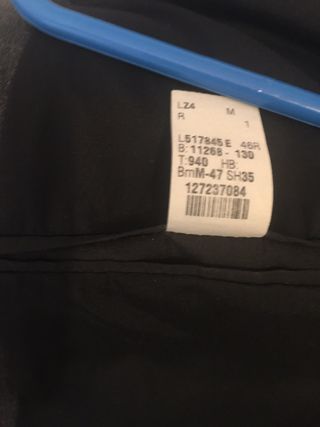 LZ4 M
R 1
L517845E 46R
B:11268- 130
T:940 HB:
BmM-47 SH35
127237084